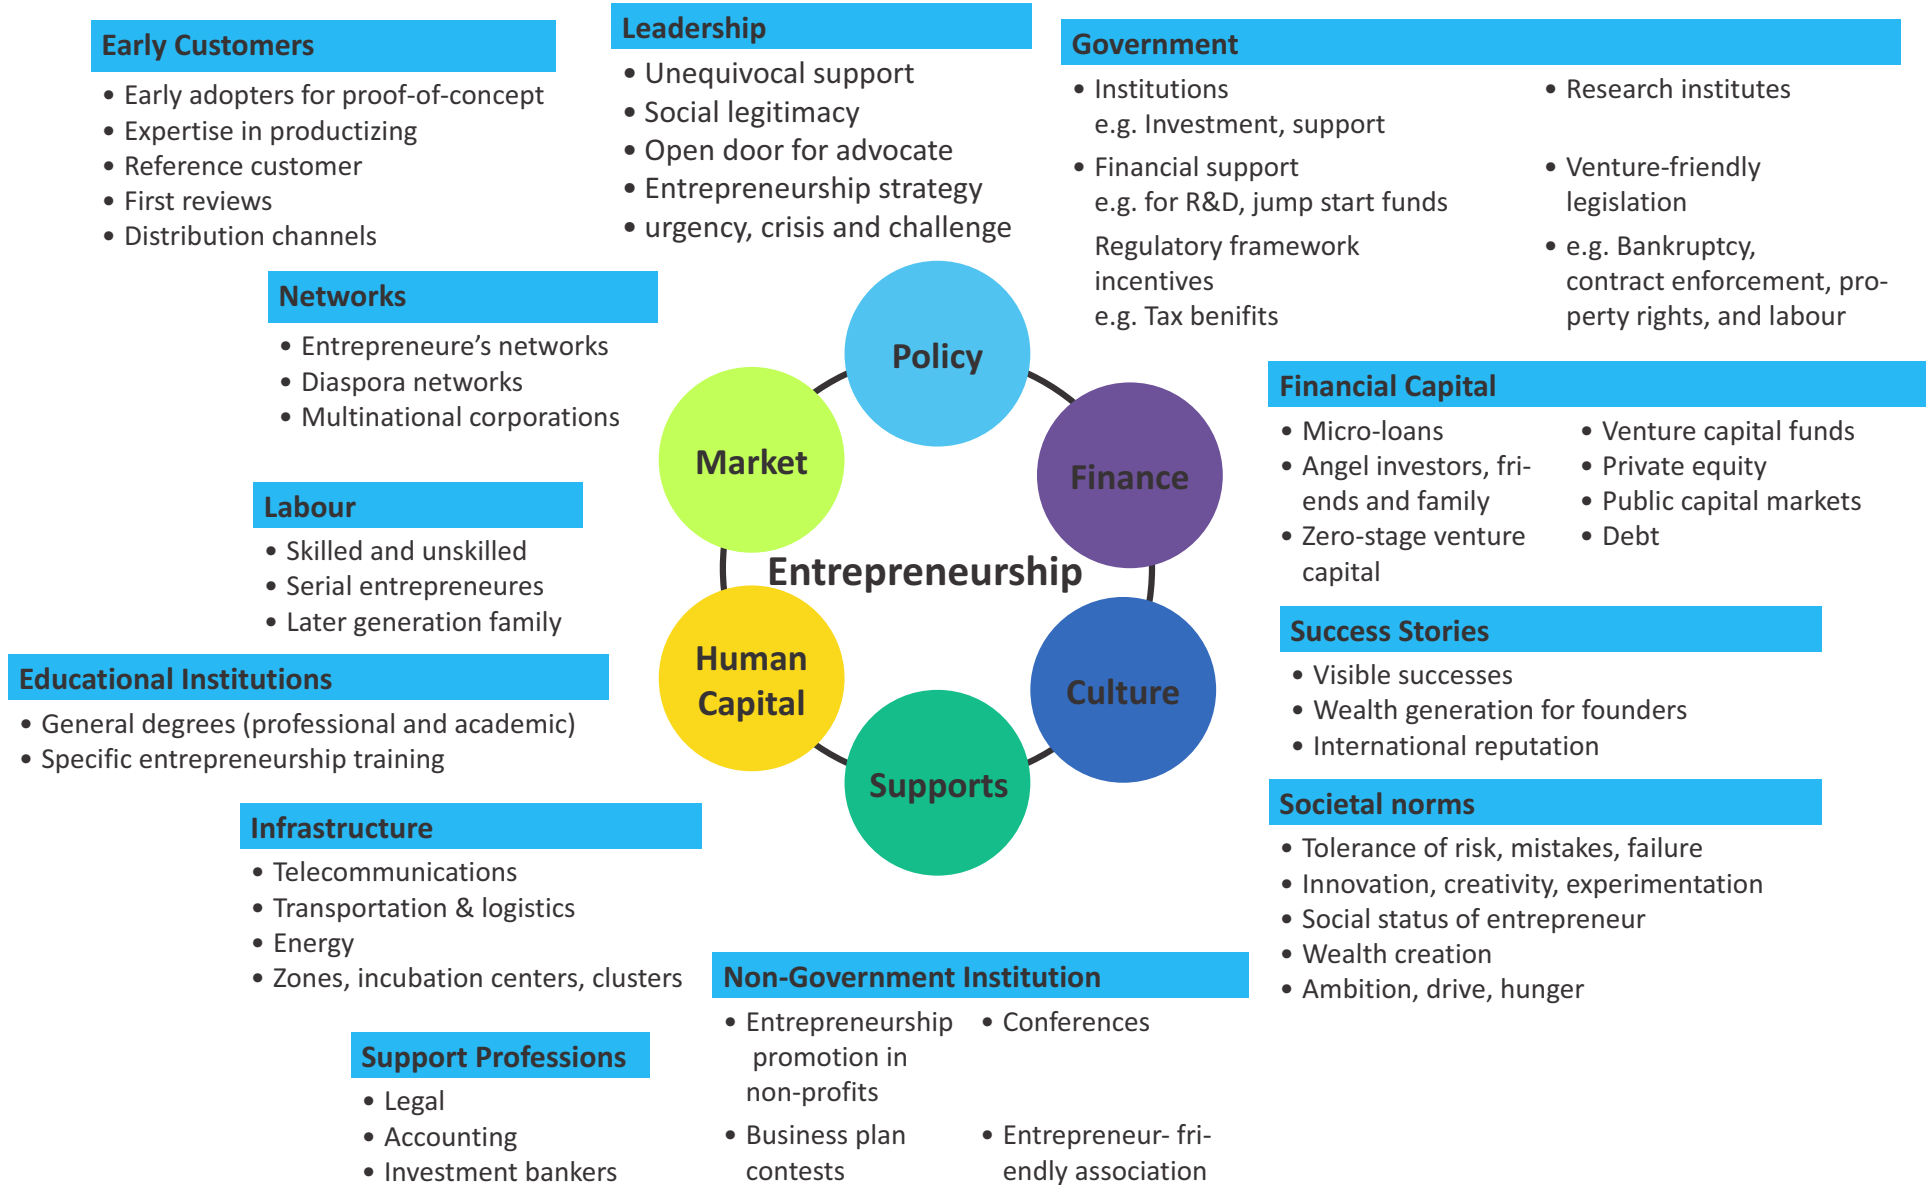 Early Customers
• Early adopters for proof-of-concept
• Expertise in productizing
• Reference customer
• First reviews
• Distribution channels
Leadership
• Unequivocal support
• Social legitimacy
• Open door for advocate
• Entrepreneurship strategy
• urgency, crisis and challenge
Government
• Institutions
e.g. Investment, support
• Financial support
e.g. for R&D, jump start funds
Regulatory framework
incentives
e.g. Tax benifits
• Research institutes
• Venture-friendly
legislation
• e.g. Bankruptcy,
contract enforcement, pro-
perty rights, and labour
Networks
• Entrepreneure’s networks
• Diaspora networks
• Multinational corporations
Policy
Market
Finance
Entrepreneurship
Human
Capital
Culture
Supports
Financial Capital
• Micro-loans
• Angel investors, fri-
ends and family
• Zero-stage venture
capital
• Venture capital funds
• Private equity
• Public capital markets
• Debt
Labour
• Skilled and unskilled
• Serial entrepreneures
• Later generation family
Success Stories
• Visible successes
• Wealth generation for founders
• International reputation
Educational Institutions
• General degrees (professional and academic)
• Specific entrepreneurship training
Societal norms
• Tolerance of risk, mistakes, failure
• Innovation, creativity, experimentation
• Social status of entrepreneur
• Wealth creation
• Ambition, drive, hunger
Infrastructure
• Telecommunications
• Transportation & logistics
• Energy
• Zones, incubation centers, clusters
Non-Government Institution
• Entrepreneurship
promotion in
non-profits
• Business plan
contests
• Conferences
• Entrepreneur- fri-
endly association
Support Professions
• Legal
• Accounting
• Investment bankers